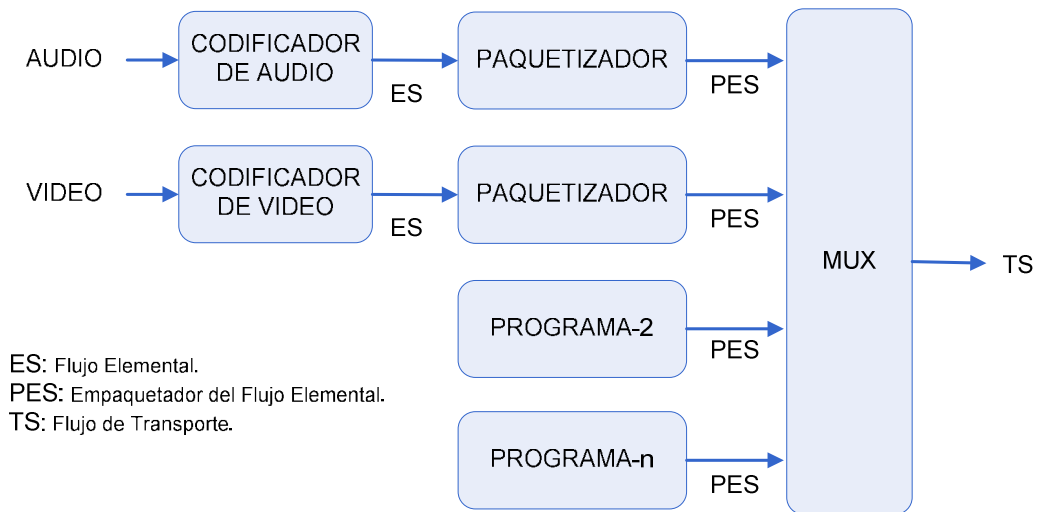 AUDIO
CODIFICADOR
DE AUDIO
ES
PAQUETIZADOR
PES
VIDEO
CODIFICADOR
DE VIDEO
ES
PAQUETIZADOR
PES
MUX
TS
PROGRAMA-2
PES
PROGRAMA-n
PES
ES: Flujo Elemental.
PES: Empaquetador del Flujo Elemental.
TS: Flujo de Transporte.